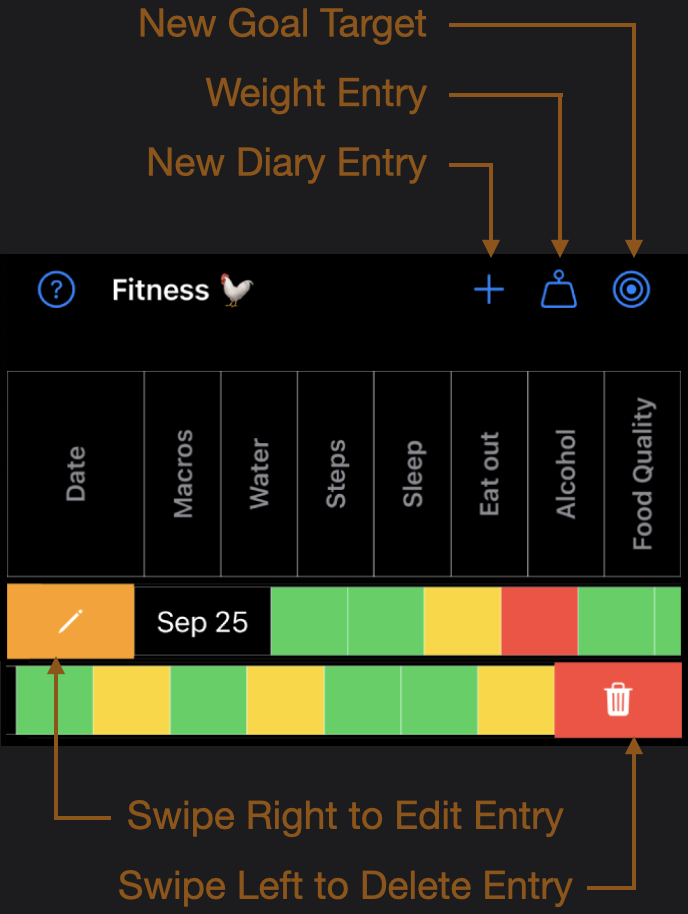 New Goal Target
Weight Entry
New Diary Entry
? Fitness 🐓
Date
Macros
Water
Steps
Sleep
Eat out
Alcohol
Food Quality
Sep 25
Swipe Right to Edit Entry
Swipe Left to Delete Entry